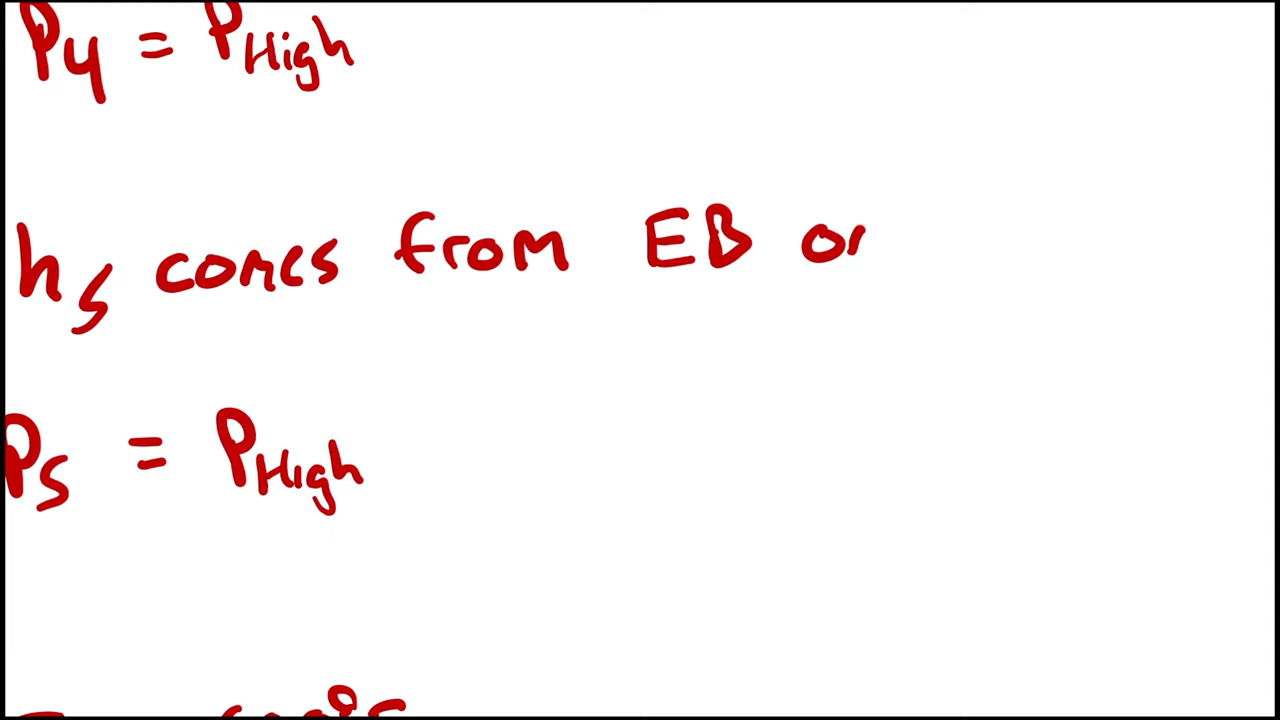 P4 = PHigh
h5 comes from EB or
P5 = PHigh